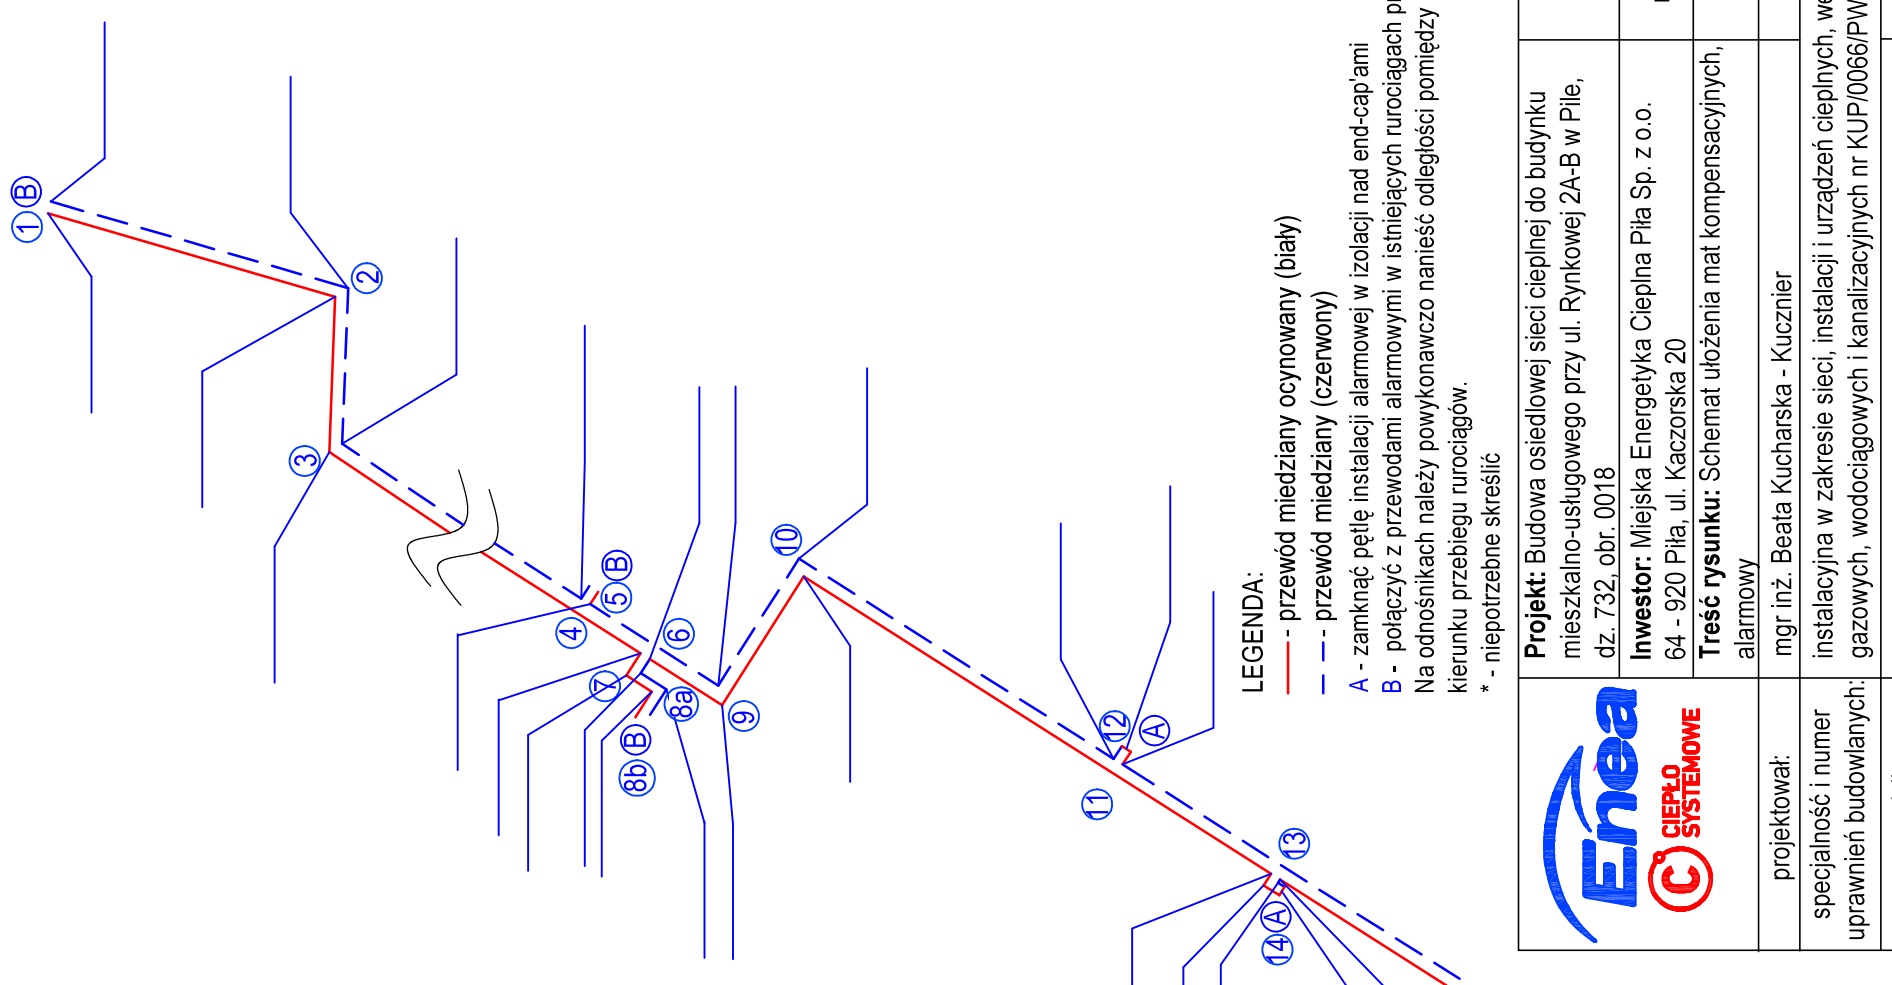 1 B
2
3
4
5 B
6
7
8a
8b B
9
10
11
12 A
13
14 A
LEGENDA:
- przewód miedziany ocynowany (biały)
- przewód miedziany (czerwony)
A - zamknąć pętlę instalacji alarmowej w izolacji nad end-cap'ami
B - połączyć z przewodami alarmowymi w istniejących rurociągach
Na odnośnikach należy powykonawczo nanieść odległości pomiędzy
kierunku przebiegu rurociągów.
* - niepotrzebne skreślić
Projekt: Budowa osiedlowej sieci cieplnej do budynku
mieszkalno-usługowego przy ul. Rynkowej 2A-B w Pile,
dz. 732, obr. 0018
Inwestor: Miejska Energetyka Cieplna Piła Sp. z o.o.
64 - 920 Piła, ul. Kaczorska 20
Treść rysunku: Schemat ułożenia mat kompensacyjnych,
alarmowy
Enea
C CIEPŁO
SYSTEMOWE
projektował:
mgr inż. Beata Kucharska - Kucznier
specjalność i numer
uprawnień budowlanych:
instalacyjna w zakresie sieci, instalacji i urządzeń cieplnych,
gazowych, wodociągowych i kanalizacyjnych nr KUP/0066/PW